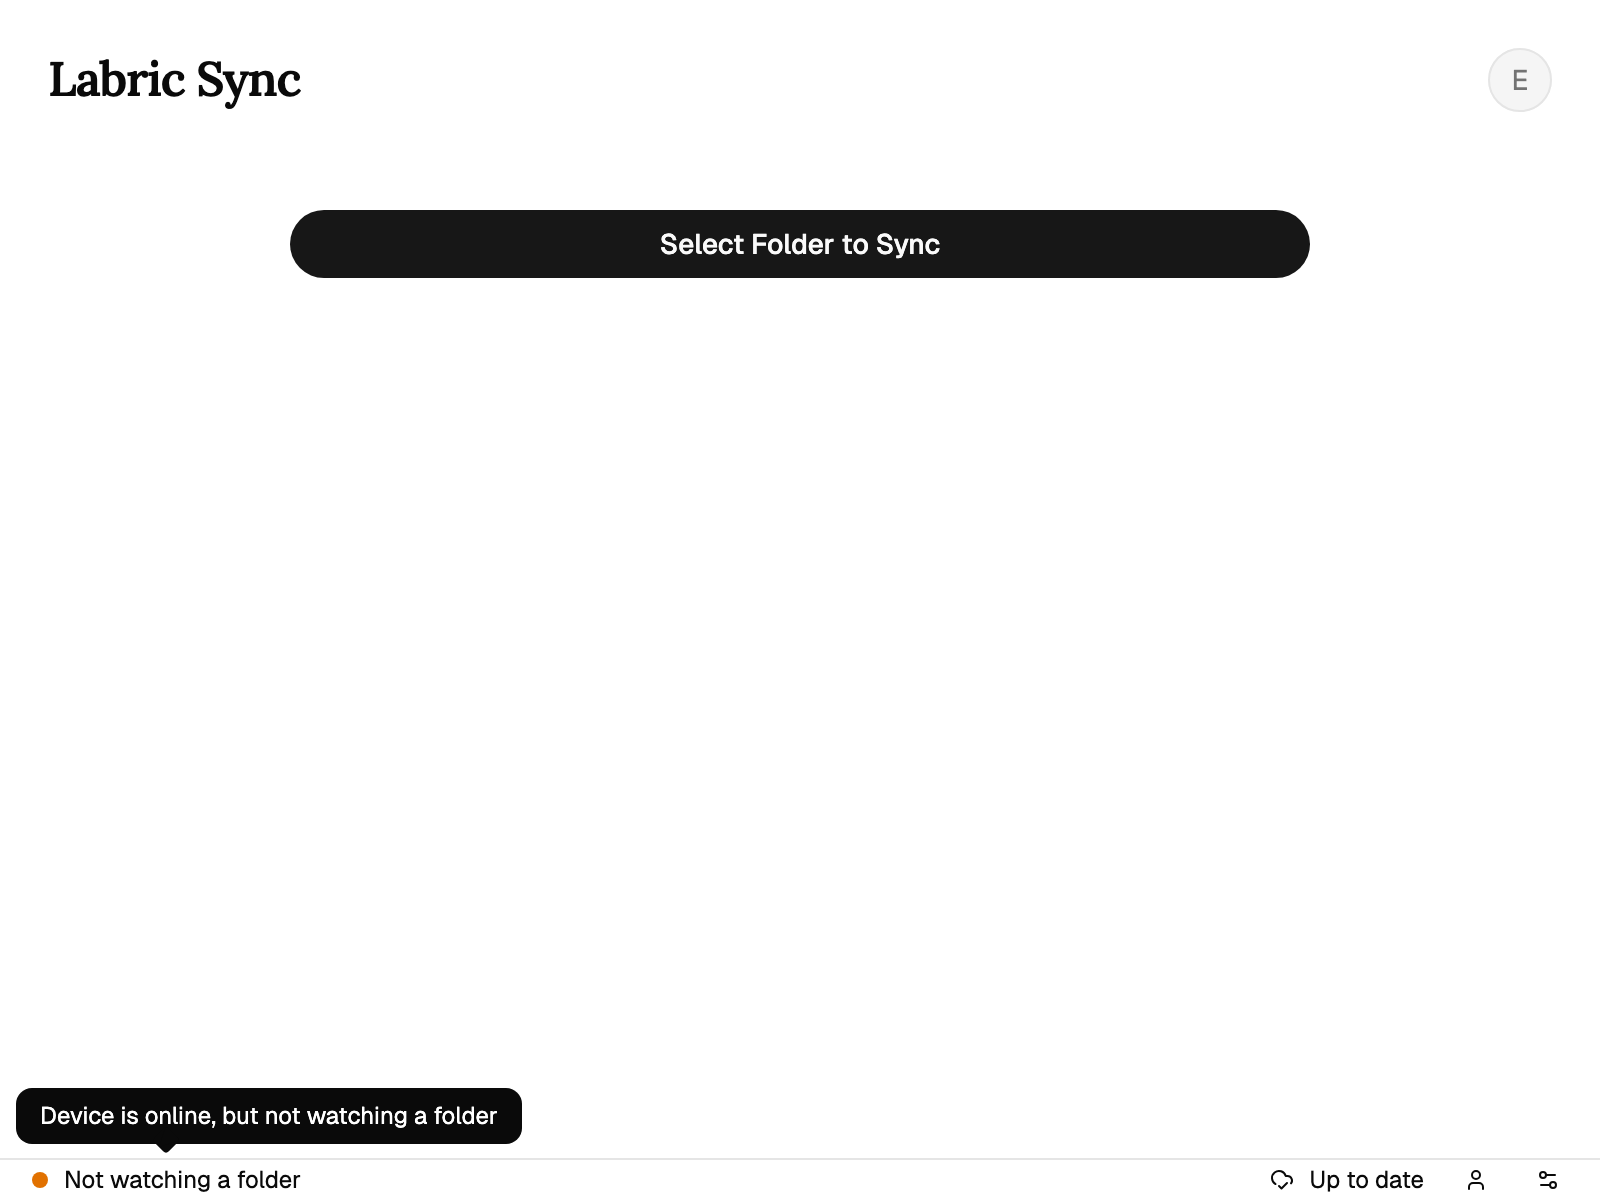 Labric Sync
E
Select Folder to Sync
Device is online, but not watching a folder
Not watching a folder
Up to date